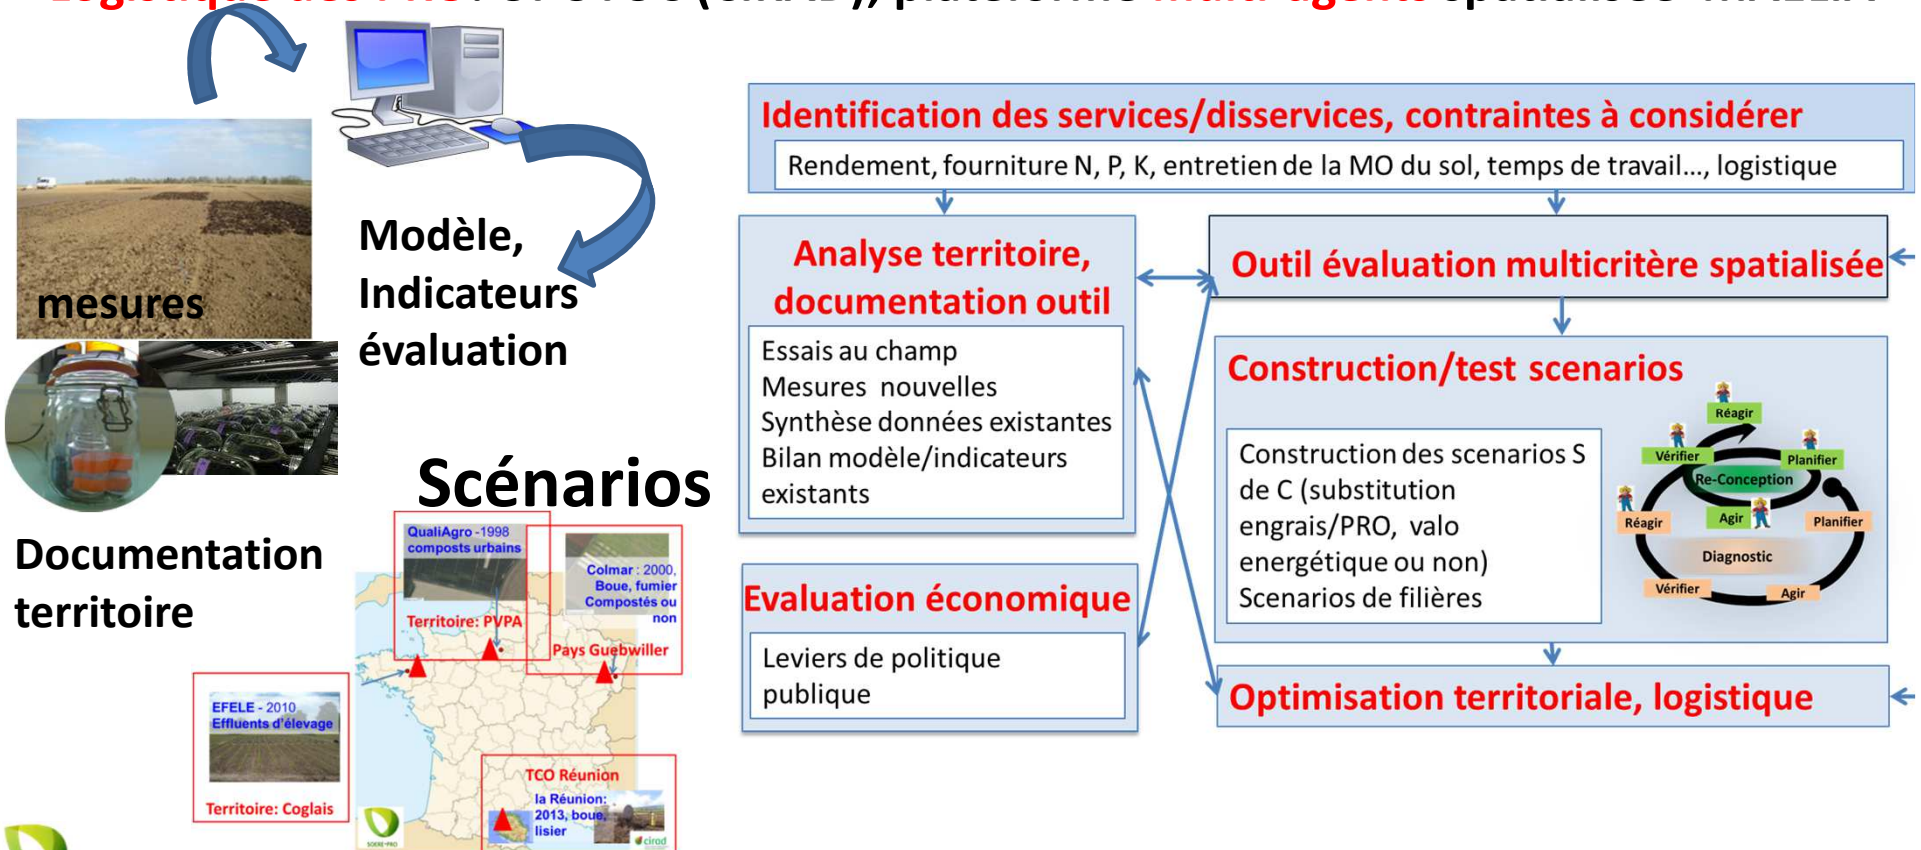 mesures
Modèle,
Indicateurs
évaluation
Scénarios
Documentation
territoire
QualiAgro -1998
composts urbains
Territoire: PVPA
Colmar : 2000,
Boue, fumier
Compostés ou
non
Pays Guebwiller
EFELE - 2010
Effluents d'élevage
Territoire: Coglais
TCO Réunion
la Réunion:
2013, boue,
lisier
SOERE-PRO
cirad
Identification des services/disservices, contraintes à considérer
Rendement, fourniture N, P, K, entretien de la MO du sol, temps de travail…, logistique
Analyse territoire,
documentation outil
Essais au champ
Mesures nouvelles
Synthèse données existantes
Bilan modèle/indicateurs
existants
Evaluation économique
Leviers de politique
publique
Outil évaluation multicritère spatialisée
Construction/test scenarios
Construction des scenarios S
de C (substitution
engrais/PRO, valo
energétique ou non)
Scenarios de filières
Réagir
Vérifier
Planifier
Re-Conception
Réagir
Agir
Planifier
Diagnostic
Vérifier
Agir
Optimisation territoriale, logistique